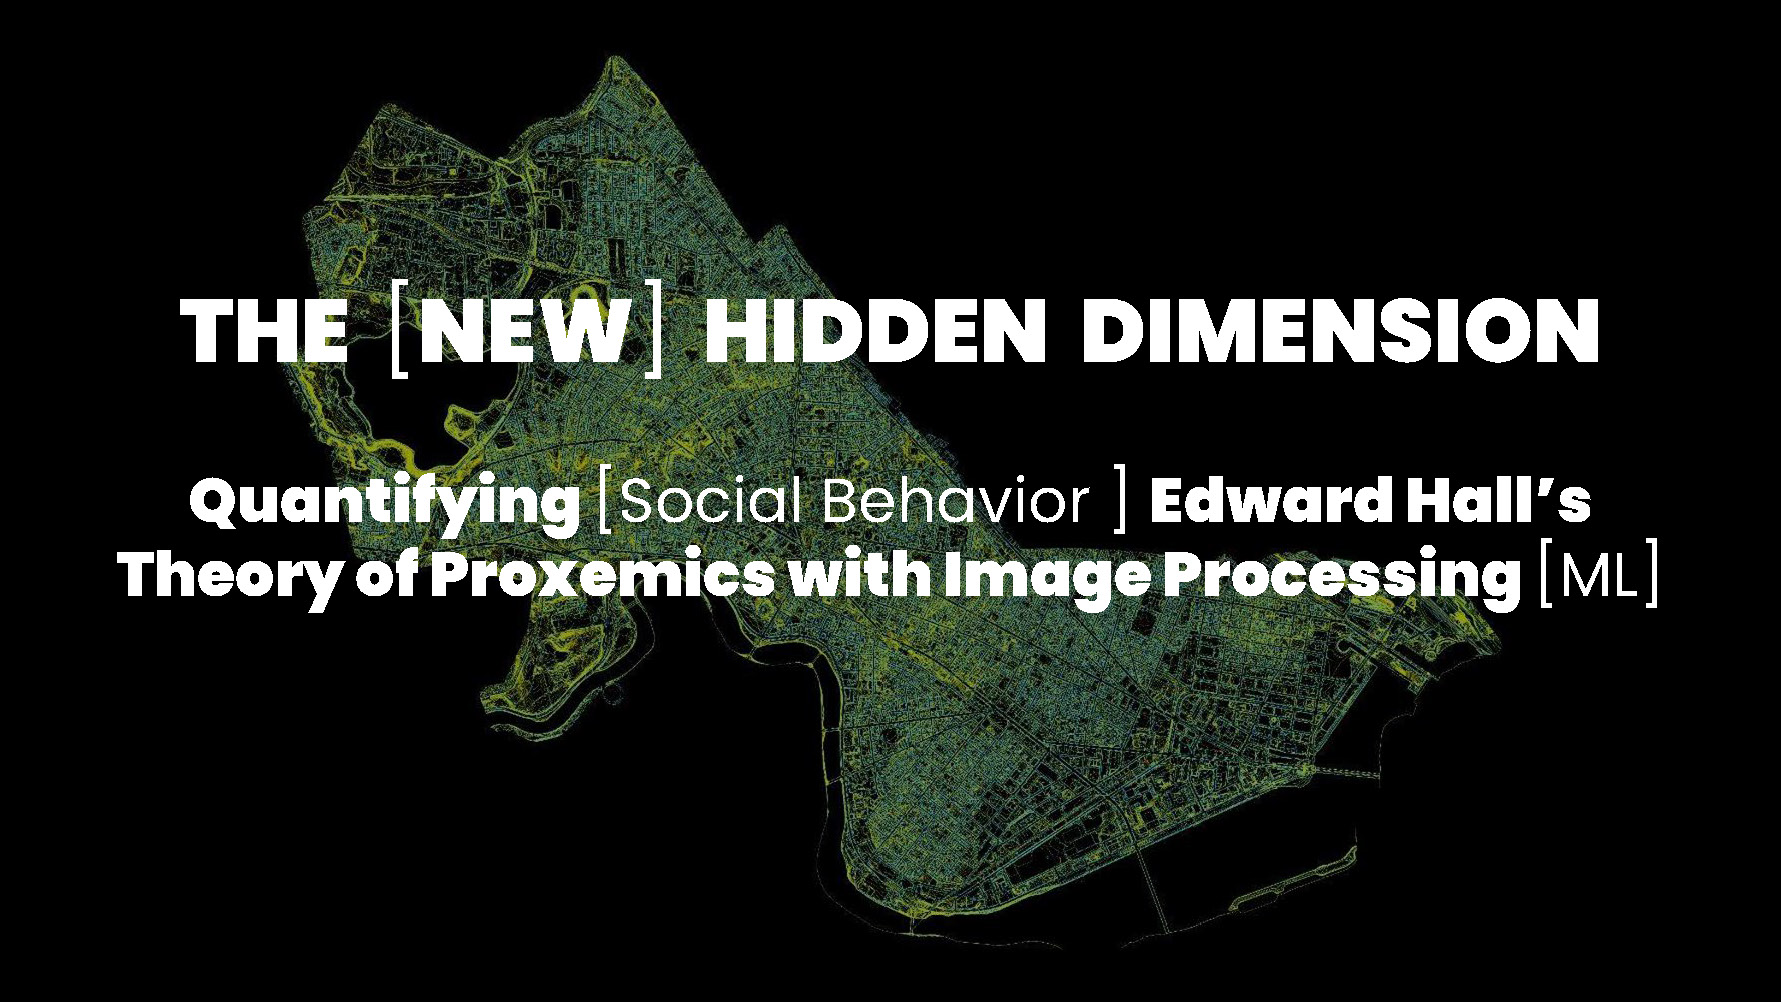 THE [NEW] HIDDEN DIMENSION
Quantifying [Social Behavior ] Edward Hall’s
Theory of Proxemics with Image Processing [ML]